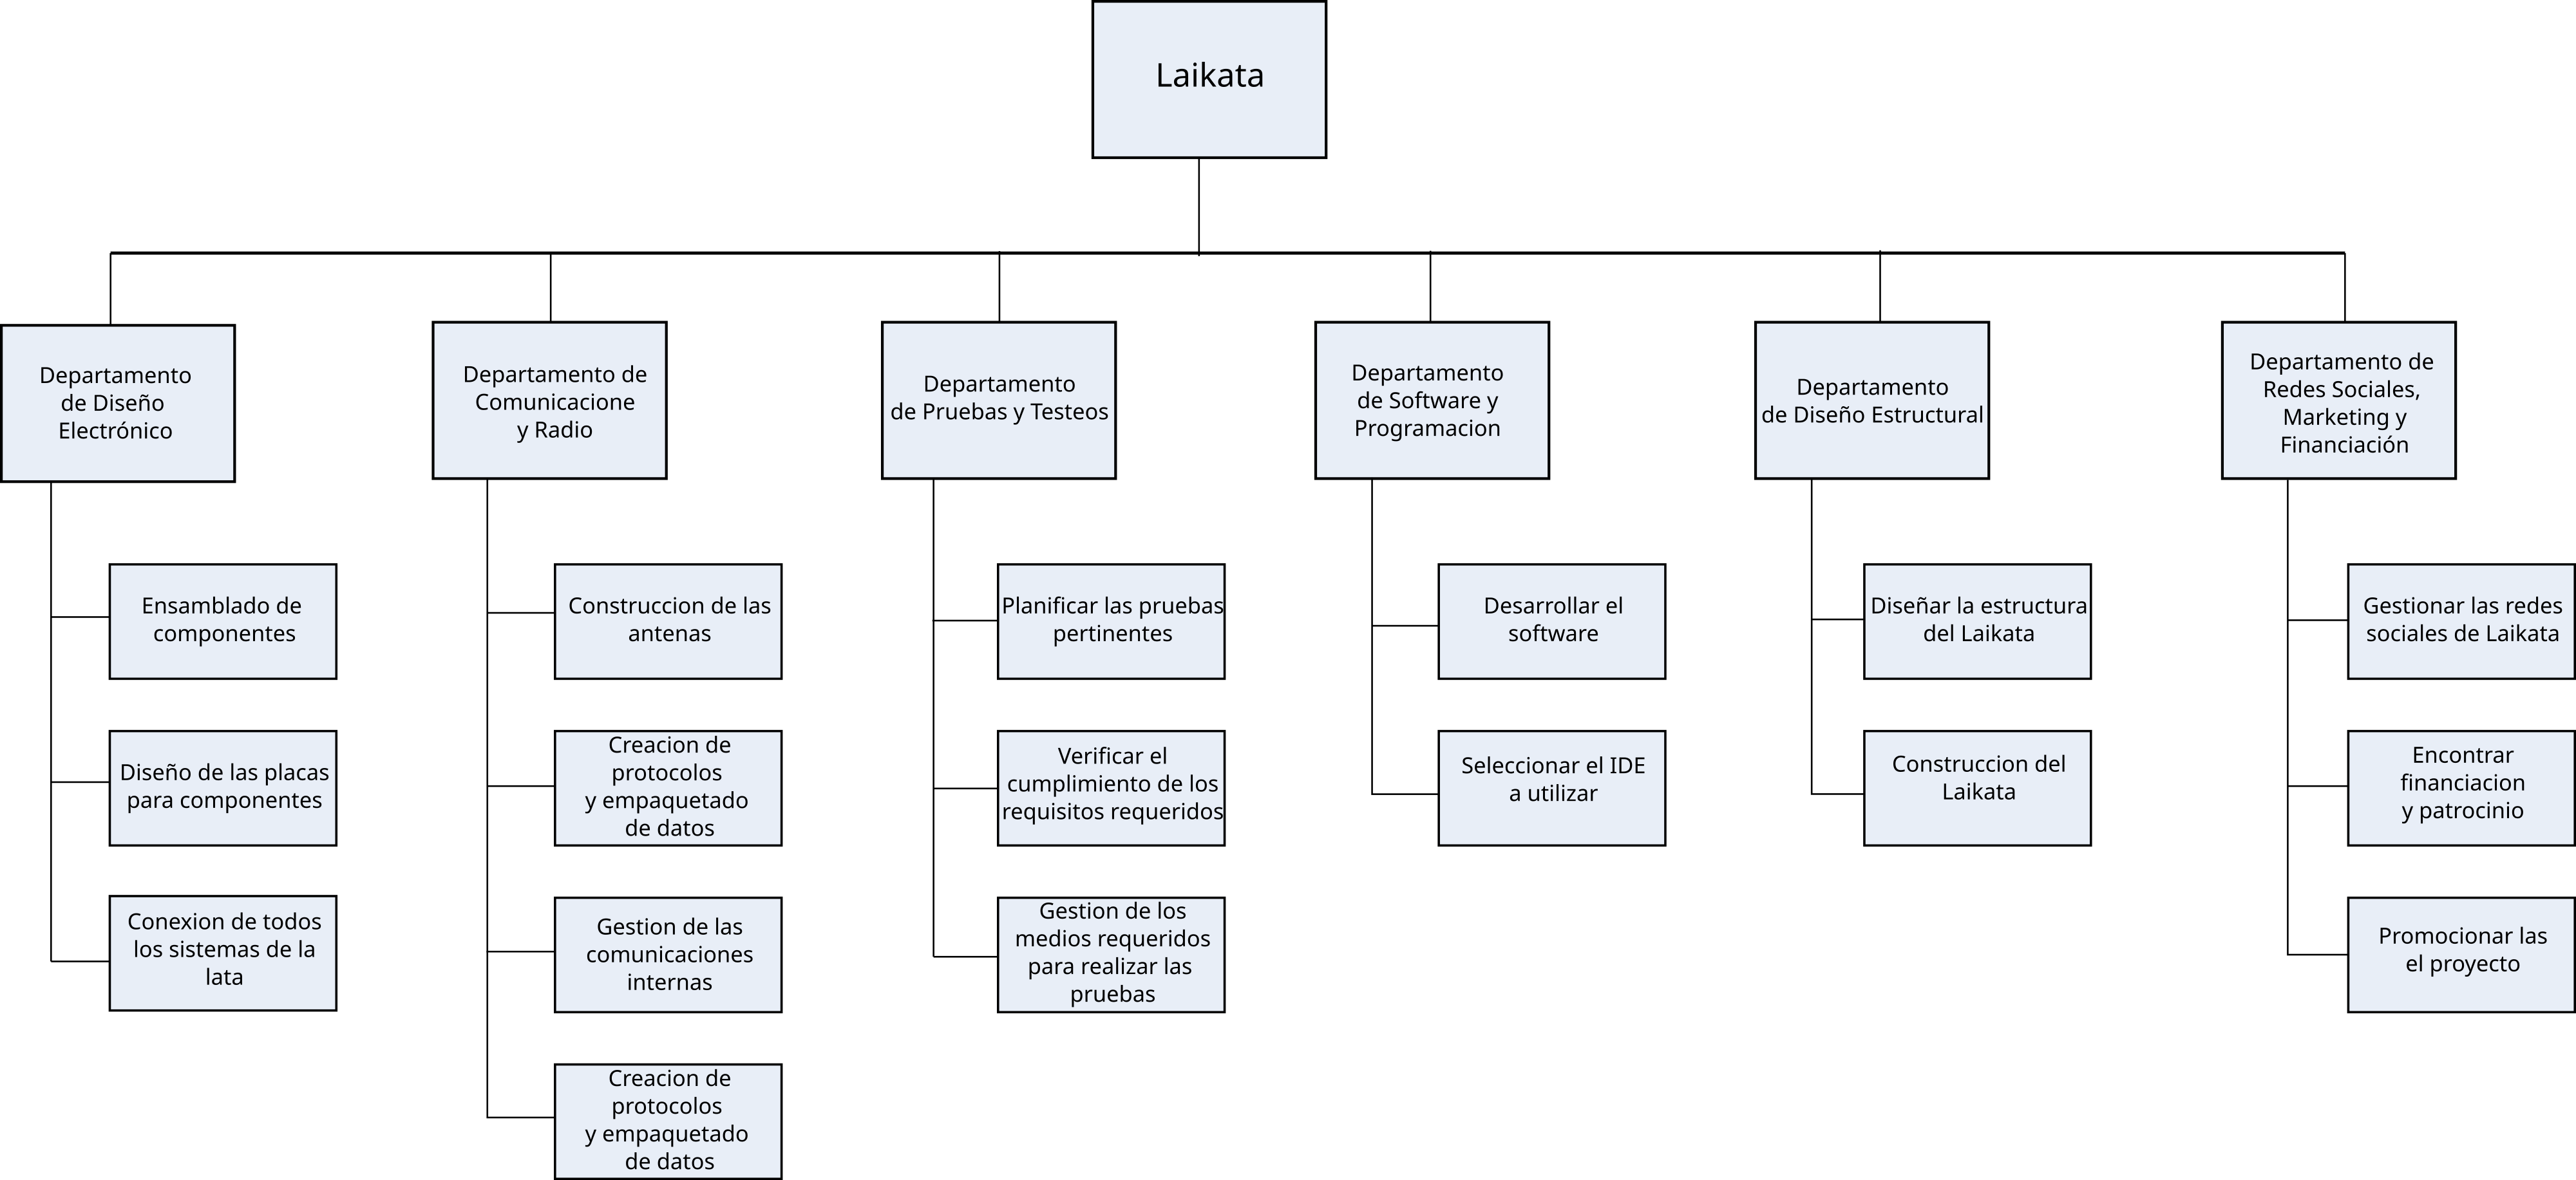 Laikata
Departamento
de Diseño
Electrónico
Departamento de
Comunicacione
y Radio
Departamento
de Pruebas y Testeos
Departamento
de Software y
Programacion
Departamento
de Diseño Estructural
Departamento de
Redes Sociales,
Marketing y
Financiación
Ensamblado de
componentes
Diseño de las placas
para componentes
Conexion de todos
los sistemas de la
lata
Construccion de las
antenas
Creacion de
protocolos
y empaquetado
de datos
Gestion de las
comunicaciones
internas
Creacion de
protocolos
y empaquetado
de datos
Planificar las pruebas
pertinentes
Verificar el
cumplimiento de los
requisitos requeridos
Gestion de los
medios requeridos
para realizar las
pruebas
Desarrollar el
software
Seleccionar el IDE
a utilizar
Diseñar la estructura
del Laikata
Construccion del
Laikata
Gestionar las redes
sociales de Laikata
Encontrar
financiacion
y patrocinio
Promocionar las
el proyecto